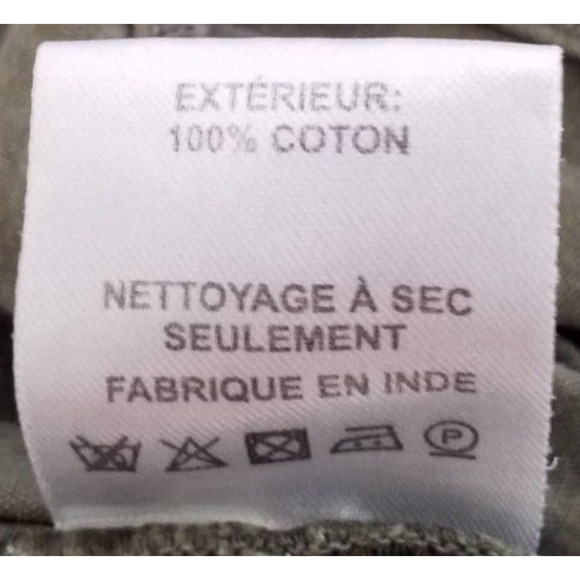 EXTÉRIEUR:
100% COTON
NETTOYAGE À SEC
SEULEMENT
FABRIQUE EN INDE
P